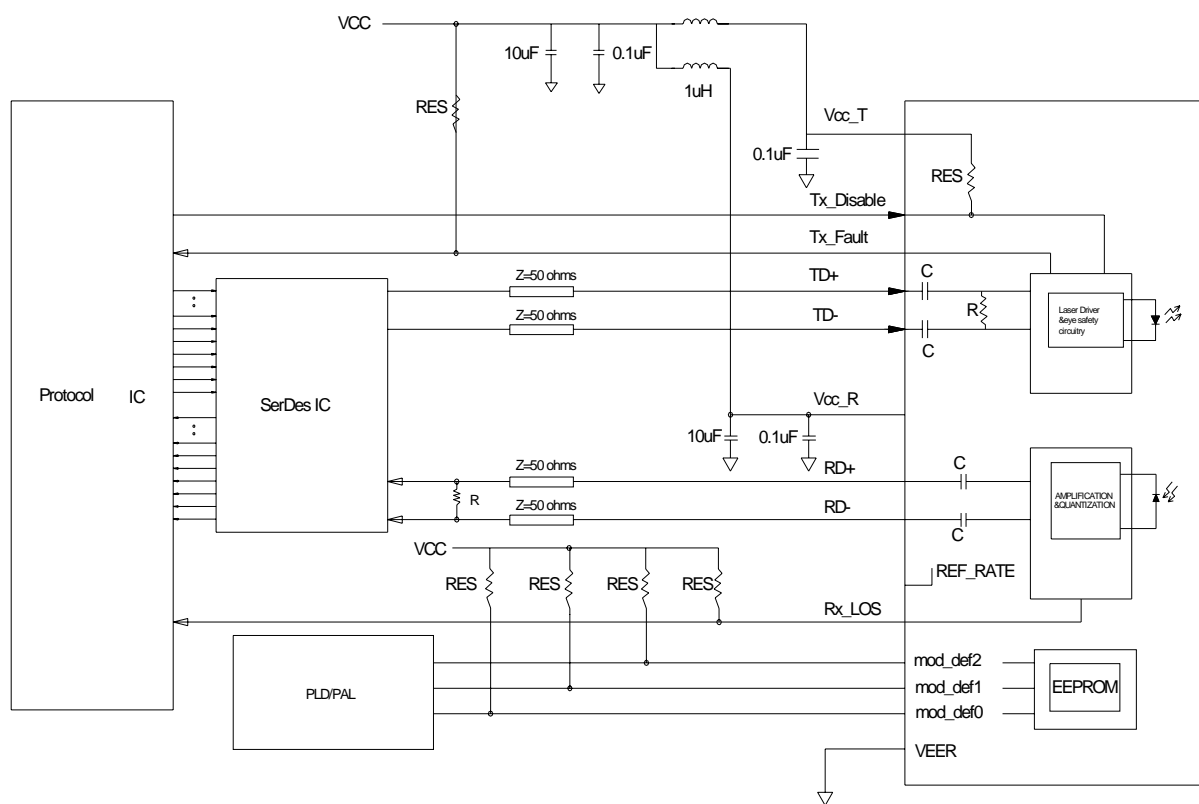 VCC
10uF
0.1uF
1uH
RES
Vcc_T
0.1uF
RES
Tx_Disable
Tx_Fault
Z=50 ohms
TD+
C
R
Laser Driver
&eye safety
circuitry
Z=50 ohms
TD-
C
Protocol IC
SerDes IC
Vcc_R
10uF
0.1uF
Z=50 ohms
RD+
C
R
AMPLIFICATION
&QUANTIZATION
Z=50 ohms
RD-
C
VCC
RES
RES
RES
RES
REF_RATE
Rx_LOS
PLD/PAL
mod_def2
mod_def1
mod_def0
EEPROM
VEER